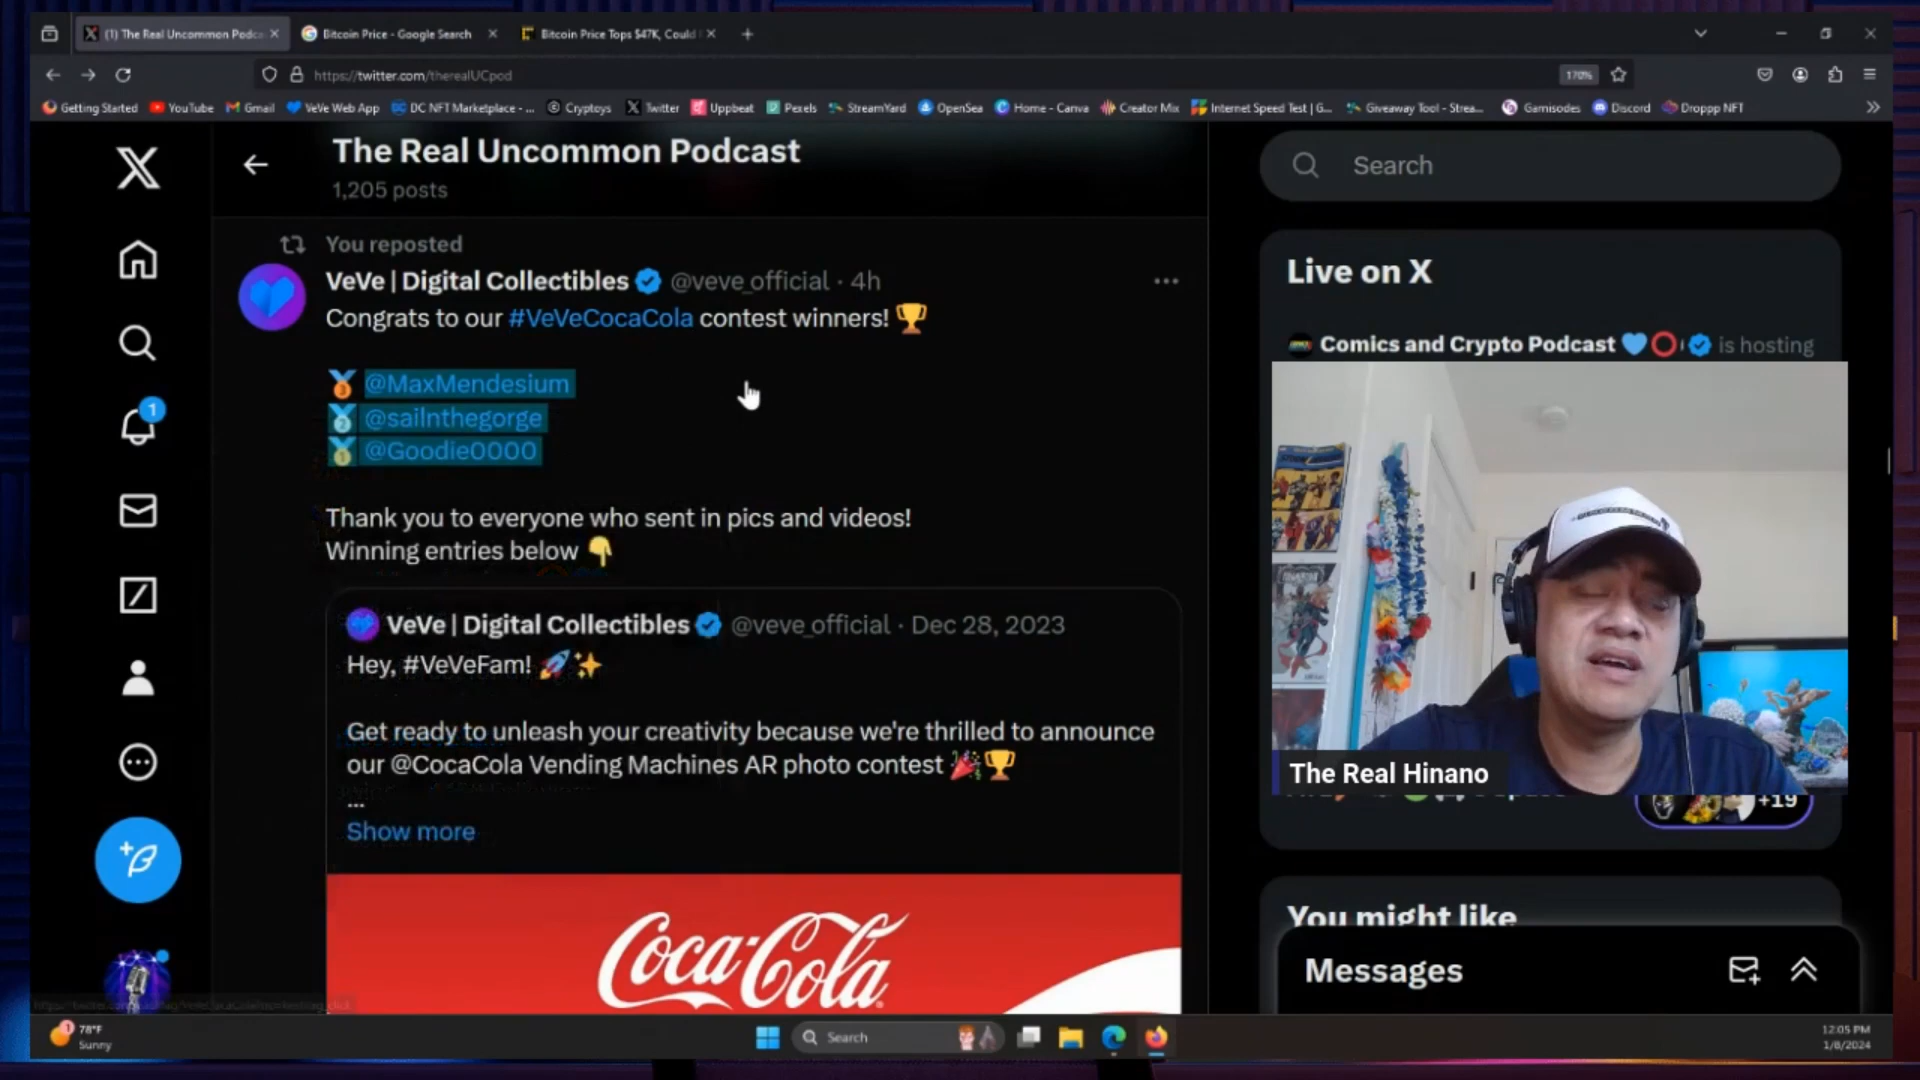 (1) The Real Uncommon Podc
Bitcoin Price - Google Search
Bitcoin Price Tops $47K, Could
https://twitter.com/therealUCpod
170%
Getting Started
YouTube
Gmail
VeVe Web App
DC NFT Marketplace - ...
Cryptoys
Twitter
Uppbeat
Pexels
StreamYard
OpenSea
Home - Canva
Creator Mix
Internet Speed Test | G...
Giveaway Tool - Strea...
Gamisodes
Discord
Droppp NFT
The Real Uncommon Podcast
1,205 posts
Search
You reposted
VeVe | Digital Collectibles @veve_official · 4h
Congrats to our #VeVeCocaCola contest winners! 🏆
🥉 @MaxMendesium
🥈 @sailnthegorge
🥇 @Goodie0000
Thank you to everyone who sent in pics and videos!
Winning entries below 👇
VeVe | Digital Collectibles @veve_official · Dec 28, 2023
Hey, #VeVeFam! 🚀✨
Get ready to unleash your creativity because we're thrilled to announce
our @CocaCola Vending Machines AR photo contest 🎉🏆
...
Show more
Coca-Cola
1
Live on X
Comics and Crypto Podcast is hosting
The Real Hinano
+19
You might like
Messages
78°F
Sunny
Search
12:05 PM
1/8/2024